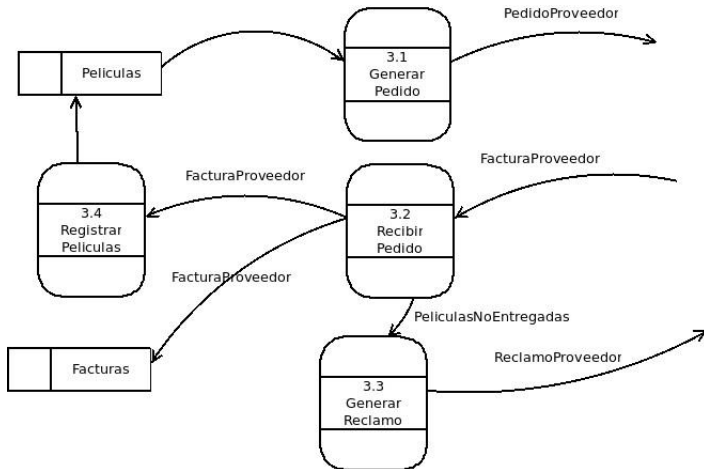 PedidoProveedor
3.1
Generar
Pedido
Peliculas
FacturaProveedor
FacturaProveedor
3.4
Registrar
Peliculas
3.2
Recibir
Pedido
FacturaProveedor
PeliculasNoEntregadas
ReclamoProveedor
Facturas
3.3
Generar
Reclamo